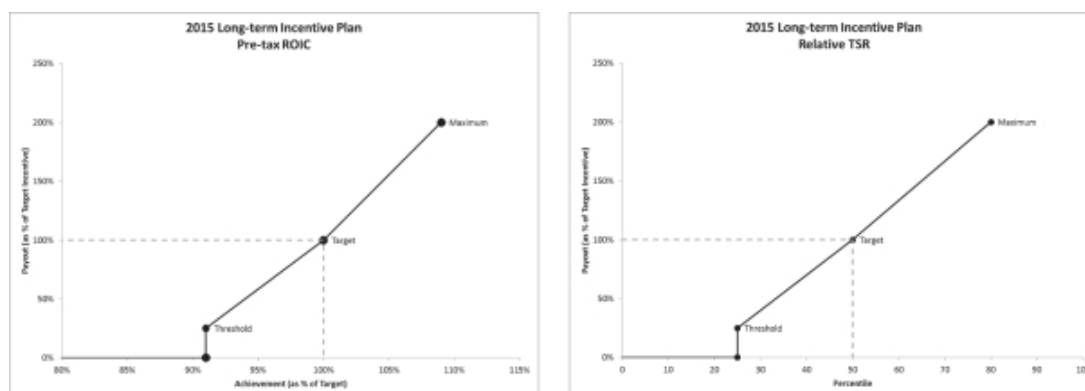 2015 Long-term Incentive Plan
Pre-tax ROIC
250%
200%
150%
100%
50%
0%
Payout (as % of Target Incentive)
Maximum
Target
Threshold
80%
85%
90%
95%
100%
105%
110%
115%
Achievement (as % of Target)
2015 Long-term Incentive Plan
Relative TSR
250%
200%
150%
100%
50%
0%
Payout (as % of Target Incentive)
Maximum
Target
Threshold
0
10
20
30
40
50
60
70
80
90
Percentile